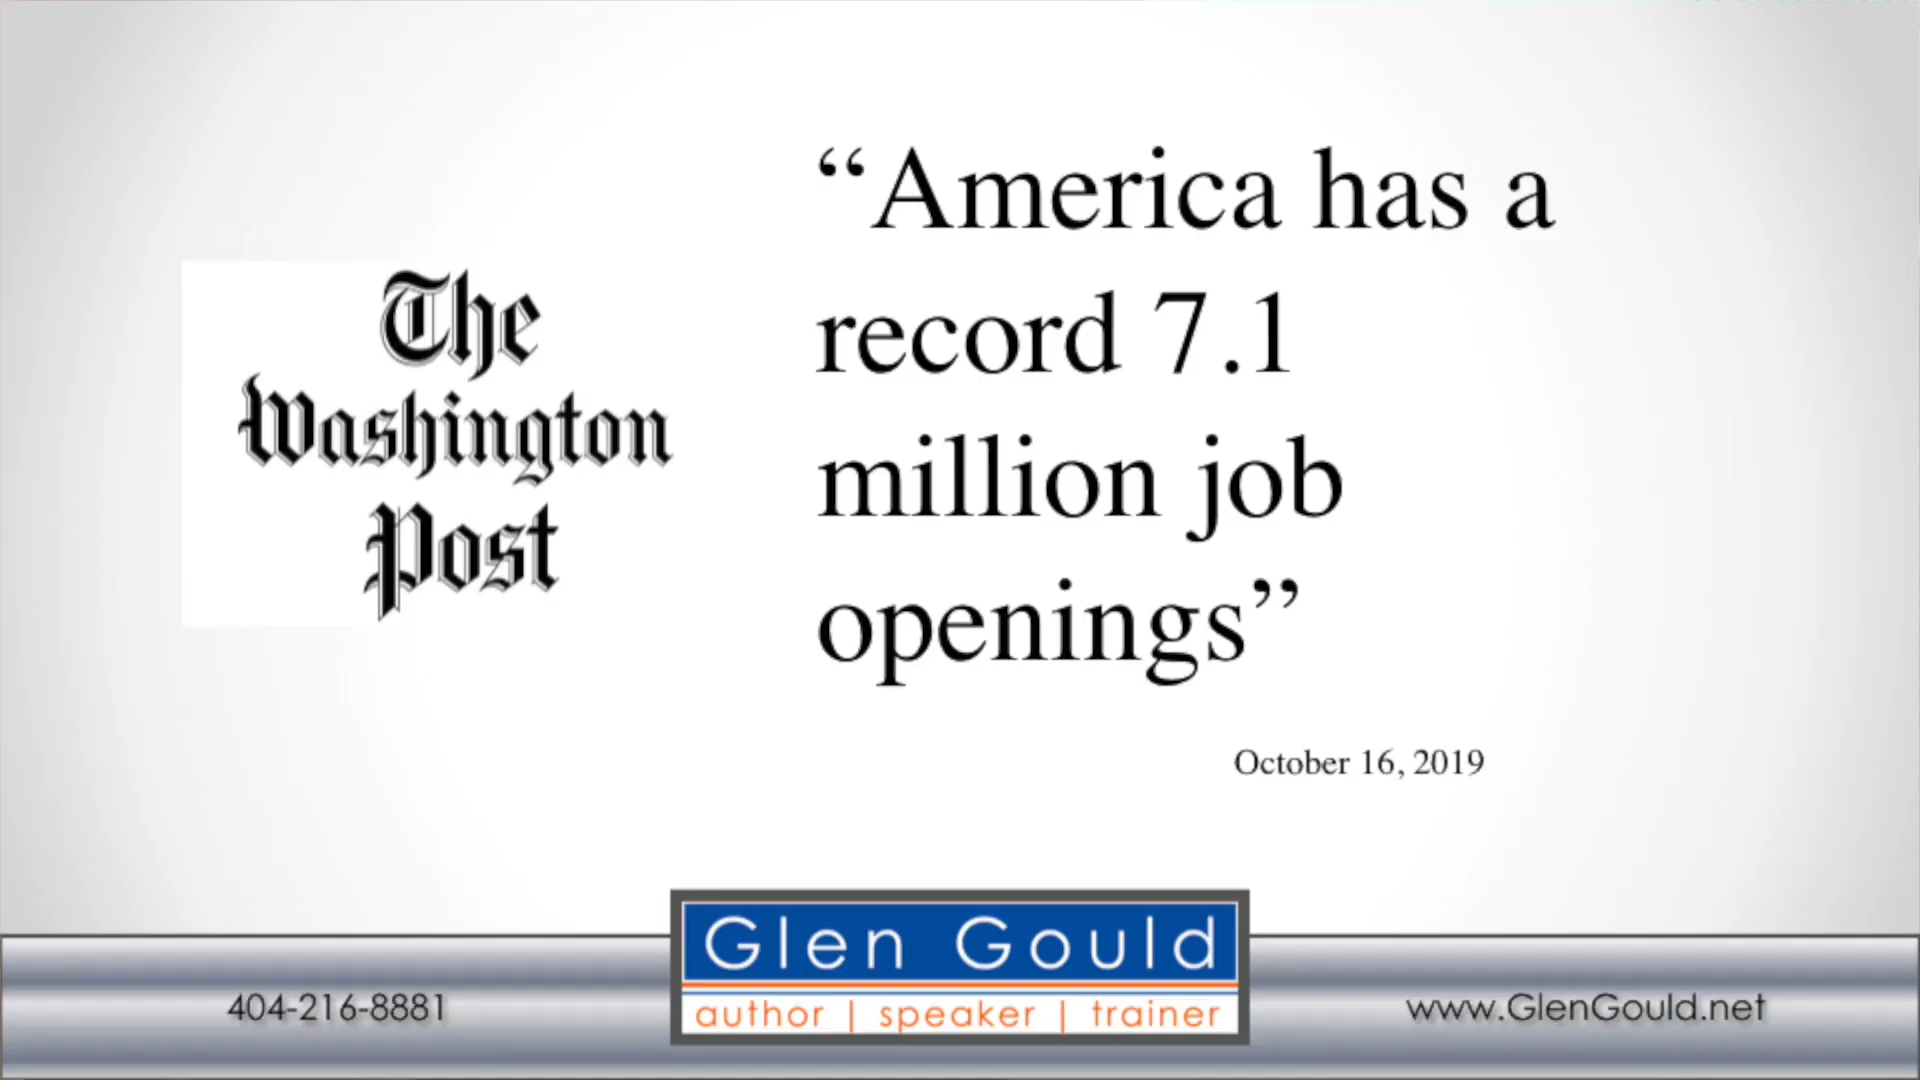 The
Washington
Post
“America has a
record 7.1
million job
openings”
October 16, 2019
404-216-8881
Glen Gould
author | speaker | trainer
www.GlenGould.net